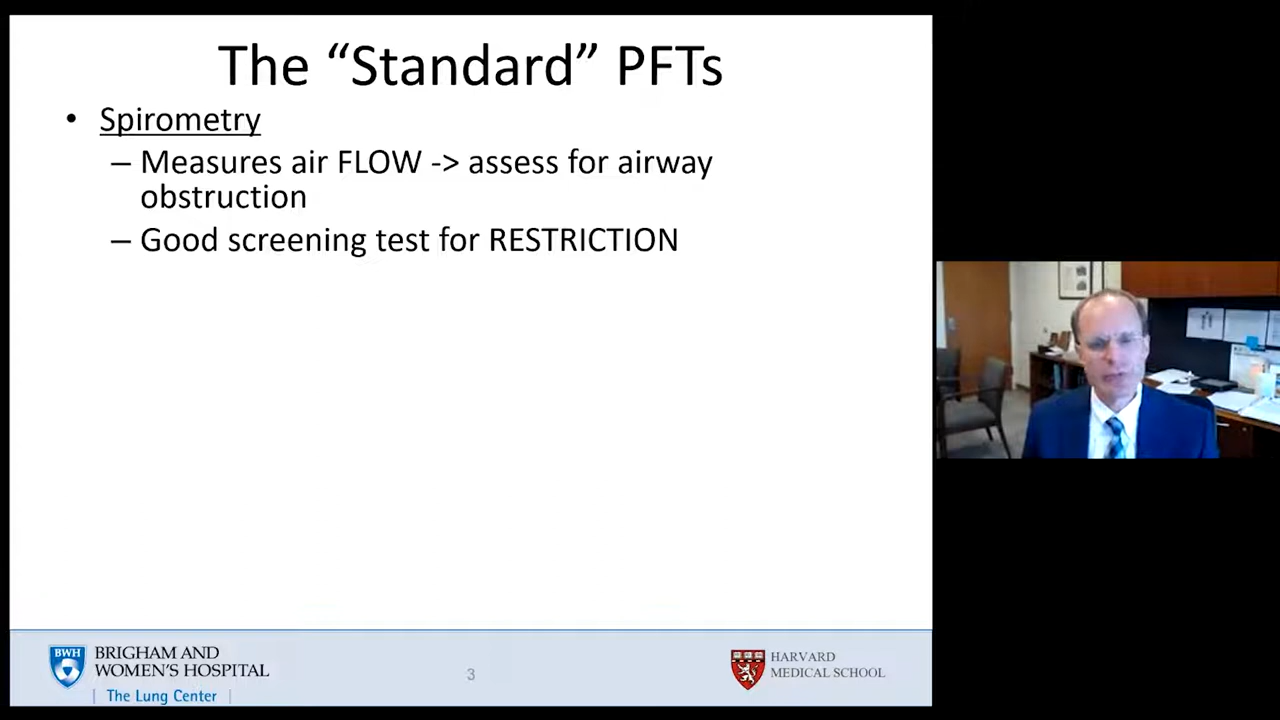 The “Standard” PFTs
• Spirometry
– Measures air FLOW -> assess for airway
obstruction
– Good screening test for RESTRICTION
BWH
BRIGHAM AND
WOMEN’S HOSPITAL
| The Lung Center |
3
HARVARD
MEDICAL SCHOOL